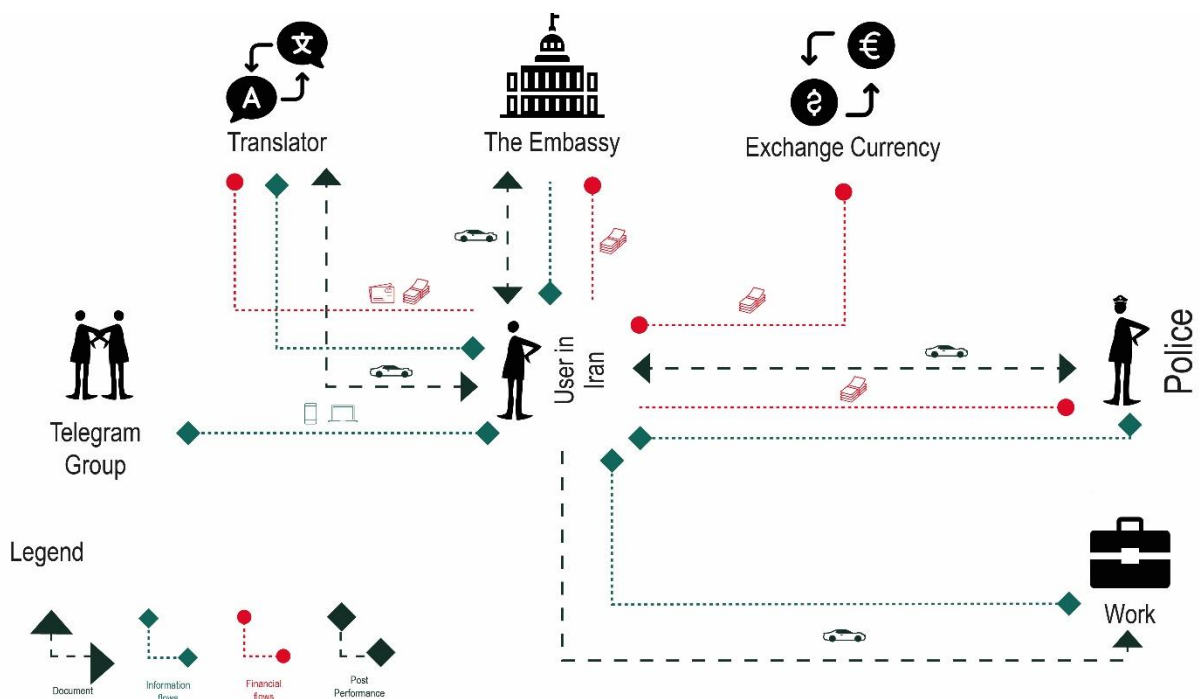 文
A
€
$
Translator
The Embassy
Exchange Currency
User in
Iran
Police
Telegram
Group
Work
Legend
Document
Information
flows
Financial
flows
Post
Performance